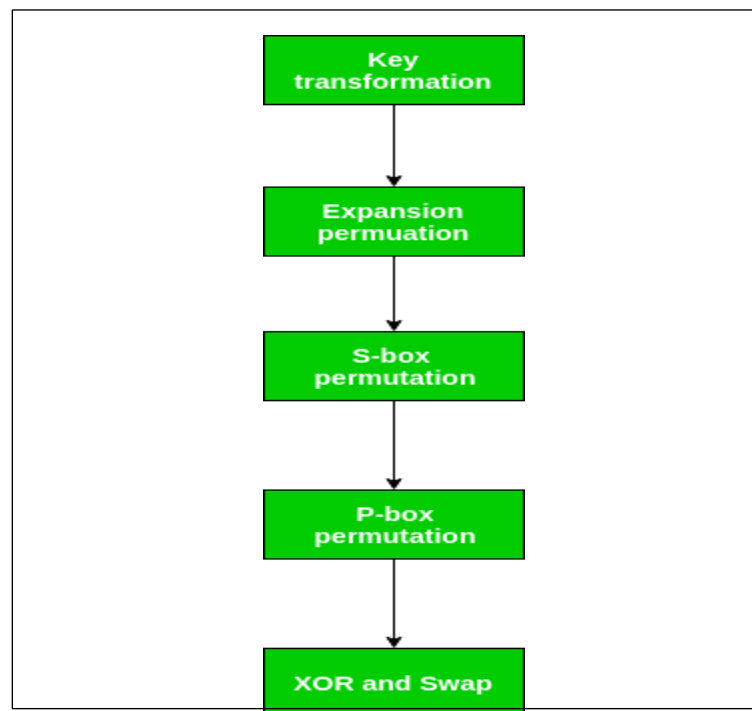 Key
transformation
Expansion
permuation
S-box
permutation
P-box
permutation
XOR and Swap